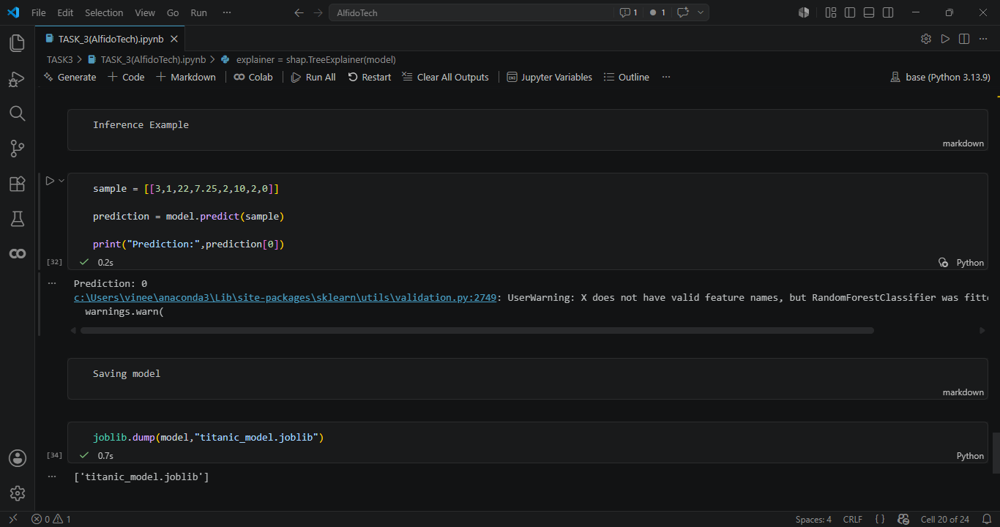 File Edit Selection View Go Run ···
AlfidoTech
1
1
TASK_3(AlfidoTech).ipynb
TASK3 > TASK_3(AlfidoTech).ipynb > explainer = shap.TreeExplainer(model)
Generate + Code + Markdown Colab Run All Restart Clear All Outputs Jupyter Variables Outline ··· base (Python 3.13.9)
Inference Example
markdown
sample = [[3,1,22,7.25,2,10,2,0]]
prediction = model.predict(sample)
print("Prediction:",prediction[0])
[32] 0.2s Python
Prediction: 0
c:\Users\vinee\anaconda3\Lib\site-packages\sklearn\utils\validation.py:2749: UserWarning: X does not have valid feature names, but RandomForestClassifier was fitte
warnings.warn(
Saving model
markdown
joblib.dump(model,"titanic_model.joblib")
[34] 0.7s Python
['titanic_model.joblib']
0 1 Spaces: 4 CRLF { } Cell 20 of 24